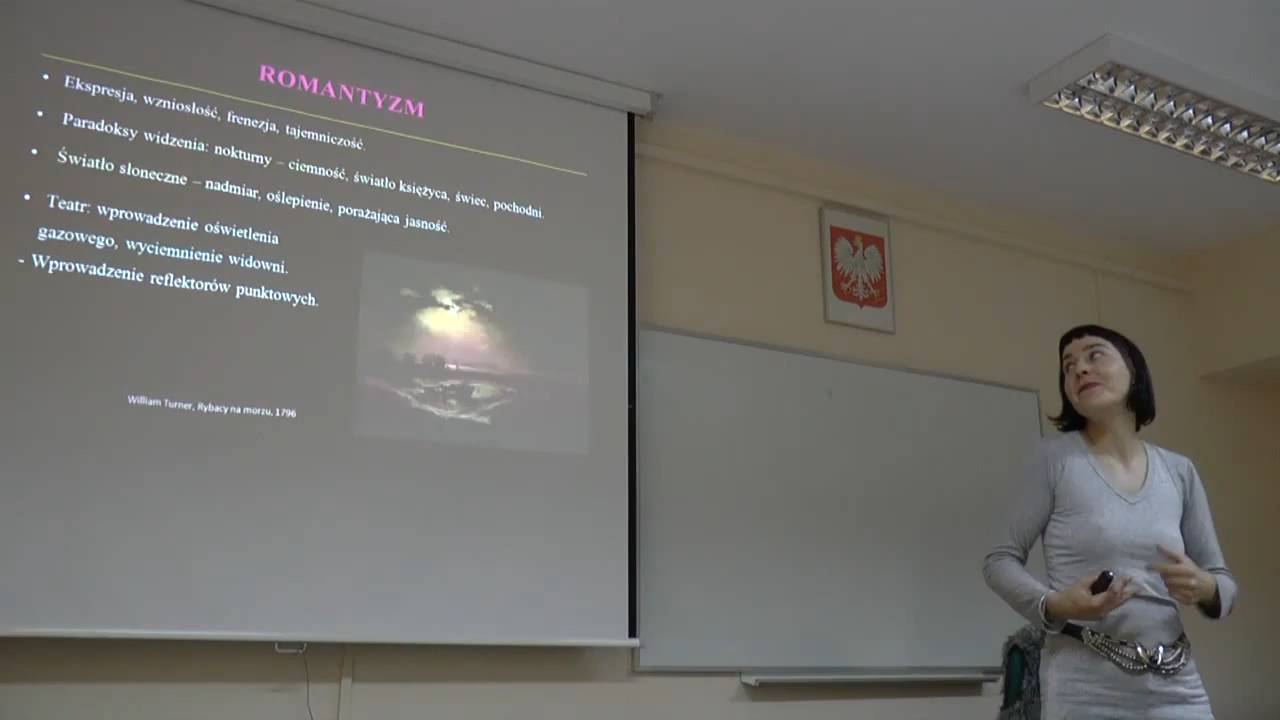 ROMANTYZM
• Ekspresja, wzniosłość, frenezja, tajemniczość.
• Paradoksy widzenia: nokturny – ciemność, światło księżyca, świec, pochodni.
• Światło słoneczne – nadmiar, oślepienie, porażająca jasność.
• Teatr: wprowadzenie oświetlenia
gazowego, wyciemnienie widowni.
- Wprowadzenie reflektorów punktowych.
William Turner, Rybacy na morzu, 1796